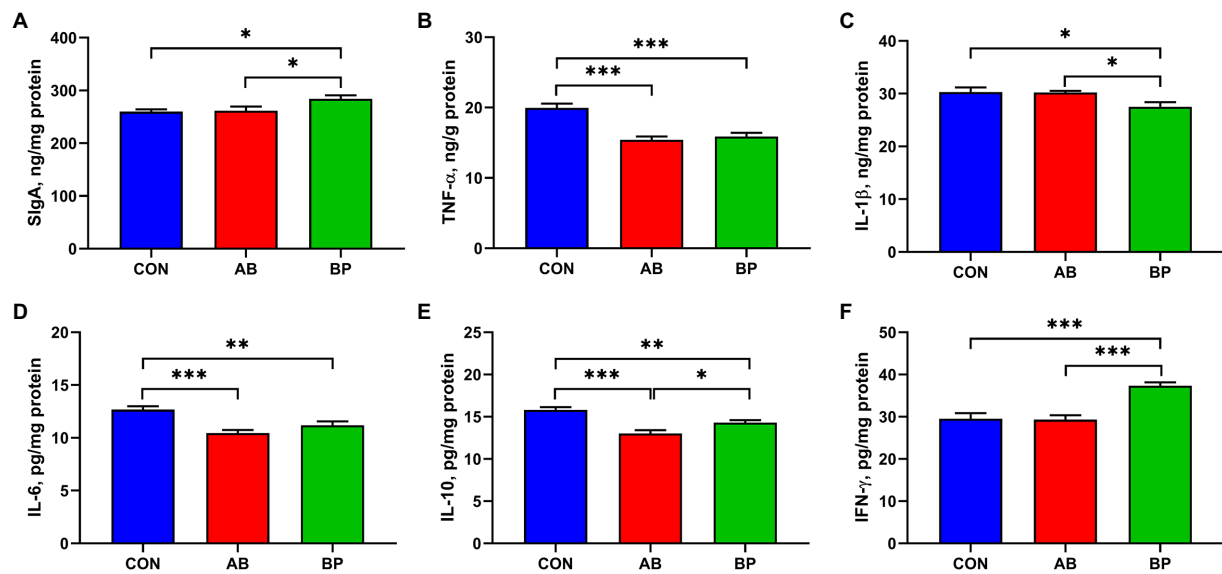 A
SIgA, ng/mg protein
400
300
200
100
0
*
*
CON AB BP
B
TNF-α, ng/g protein
30
20
10
0
***
***
CON AB BP
C
IL-1β, ng/mg protein
40
30
20
10
0
*
*
CON AB BP
D
IL-6, pg/mg protein
20
15
10
5
0
**
***
CON AB BP
E
IL-10, pg/mg protein
25
20
15
10
5
0
**
*** *
CON AB BP
F
IFN-γ, pg/mg protein
50
40
30
20
10
0
***
***
CON AB BP